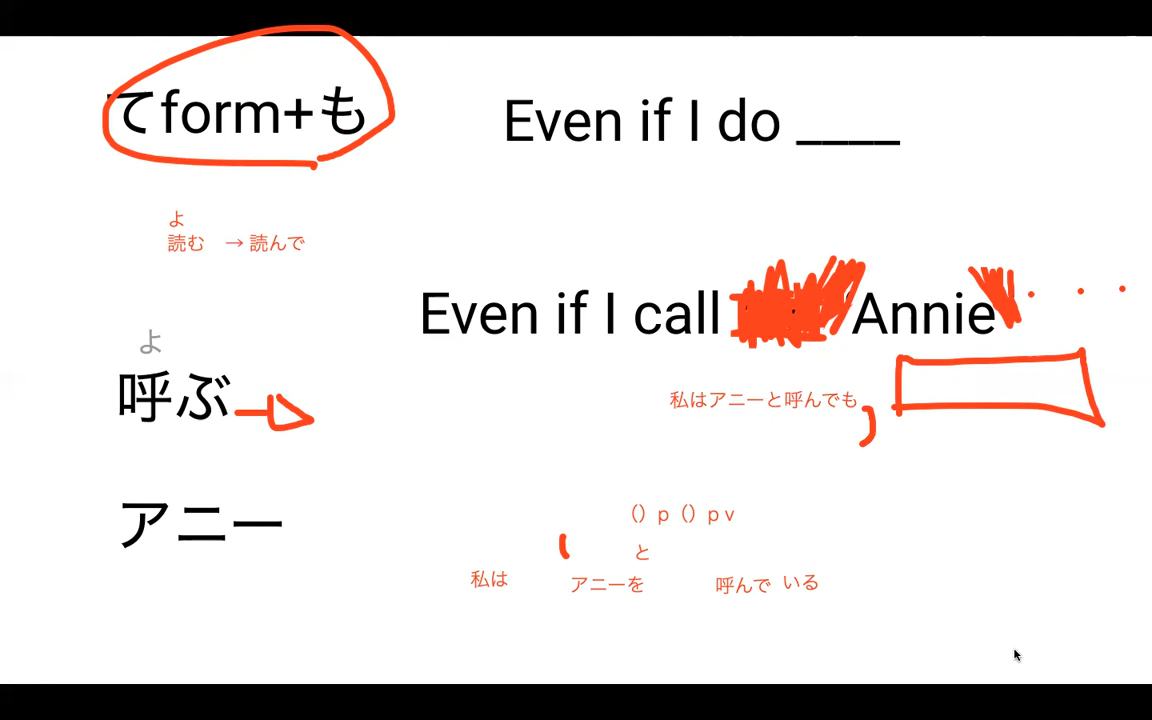 てform+も
Even if I do ____
よ
読む →読んで
Even if I call Annie
よ
呼ぶ
私はアニーと呼んでも
アニー
（）p（）p v
と
私は アニーを 呼んで いる